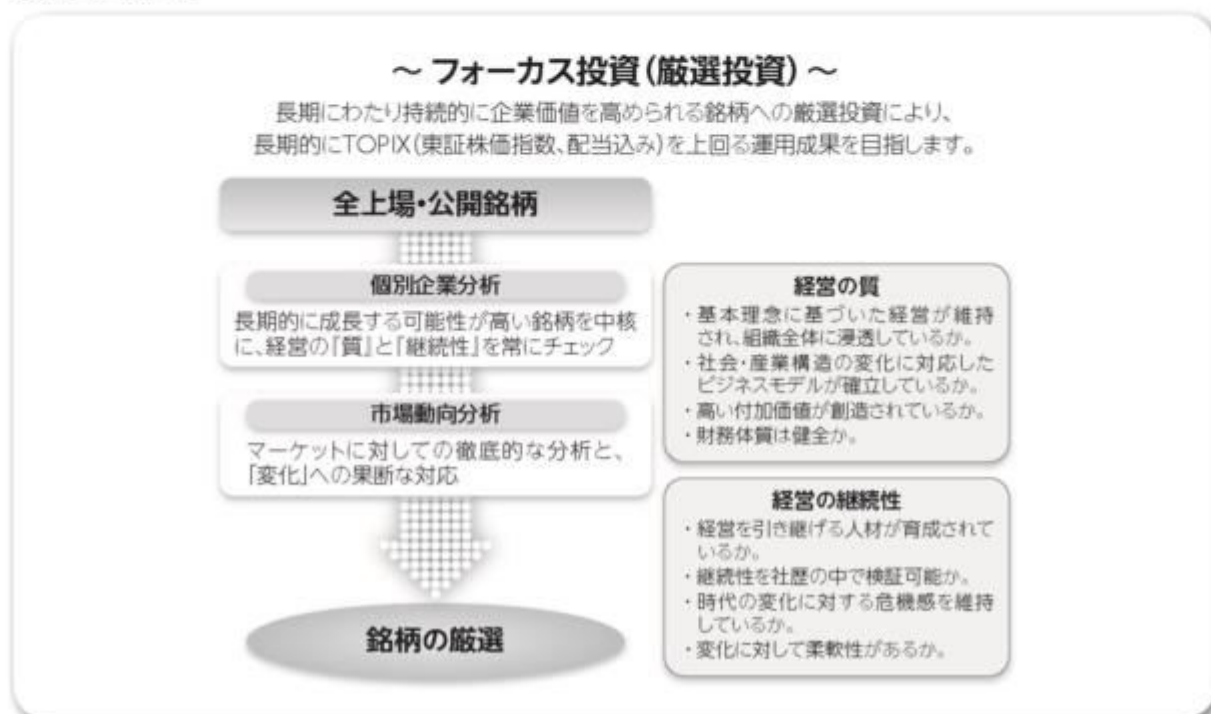 ～ フォーカス投資(厳選投資) ～
長期にわたり持続的に企業価値を高められる銘柄への厳選投資により、
長期的にTOPIX(東証株価指数、配当込み)を上回る運用成果を目指します。
全上場・公開銘柄
個別企業分析
長期的に成長する可能性が高い銘柄を中核
に、経営の『質』と『継続性』を常にチェック
市場動向分析
マーケットに対しての徹底的な分析と、
「変化」への果断な対応
銘柄の厳選
経営の質
・基本理念に基づいた経営が維持
され、組織全体に浸透しているか。
・社会・産業構造の変化に対応した
ビジネスモデルが確立しているか。
・高い付加価値が創造されているか。
・財務体質は健全か。
経営の継続性
・経営を引き継げる人材が育成されて
いるか。
・継続性を社歴の中で検証可能か。
・時代の変化に対する危機感を維持
しているか。
・変化に対して柔軟性があるか。